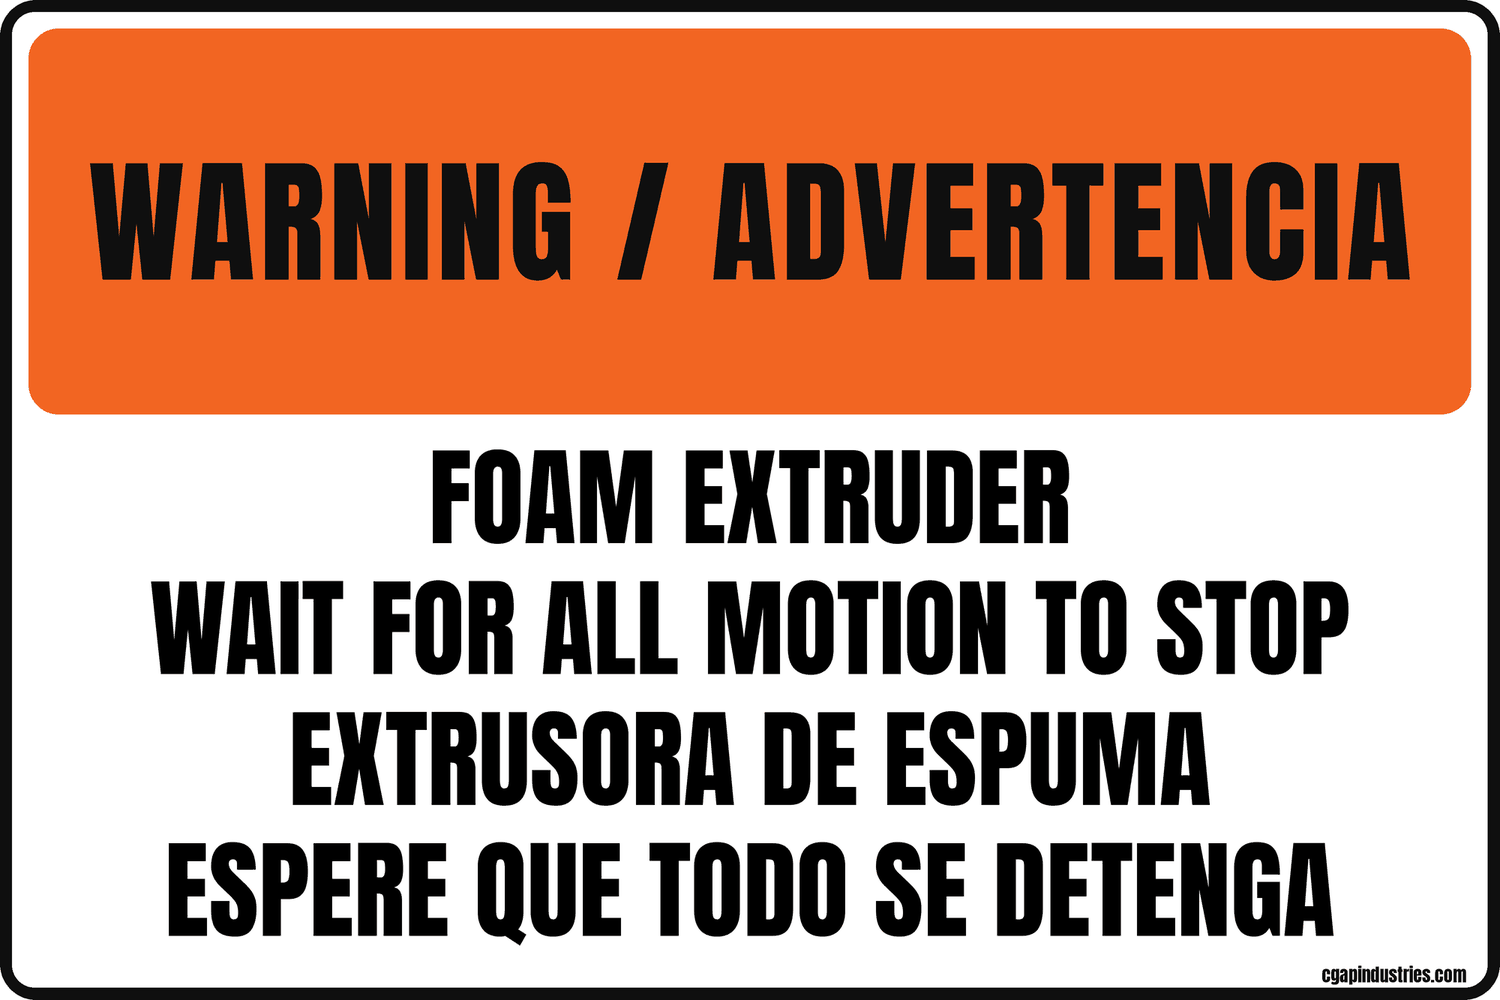 WARNING / ADVERTENCIA
FOAM EXTRUDER
WAIT FOR ALL MOTION TO STOP
EXTRUSORA DE ESPUMA
ESPERE QUE TODO SE DETENGA
cgapindustries.com